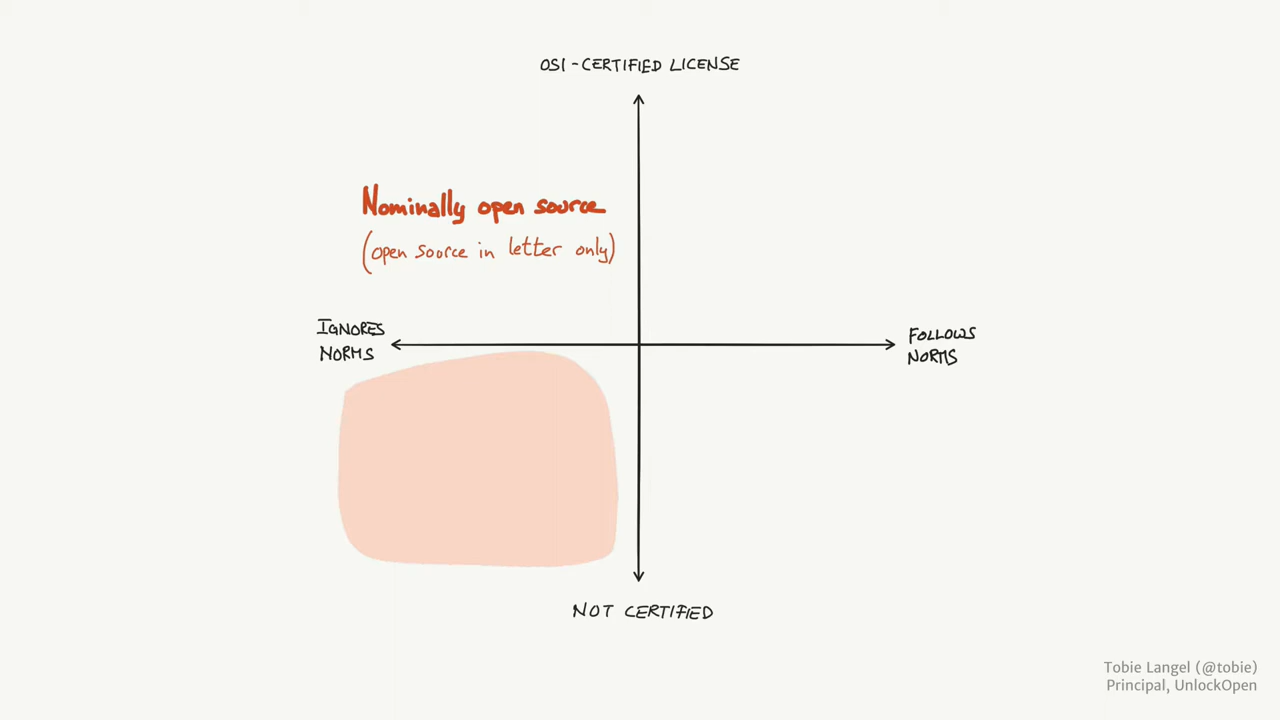 OSI-CERTIFIED LICENSE
Nominally open source
(open source in letter only)
IGNORES
NORMS
FOLLOWS
NORMS
NOT CERTIFIED
Tobie Langel (@tobie)
Principal, UnlockOpen